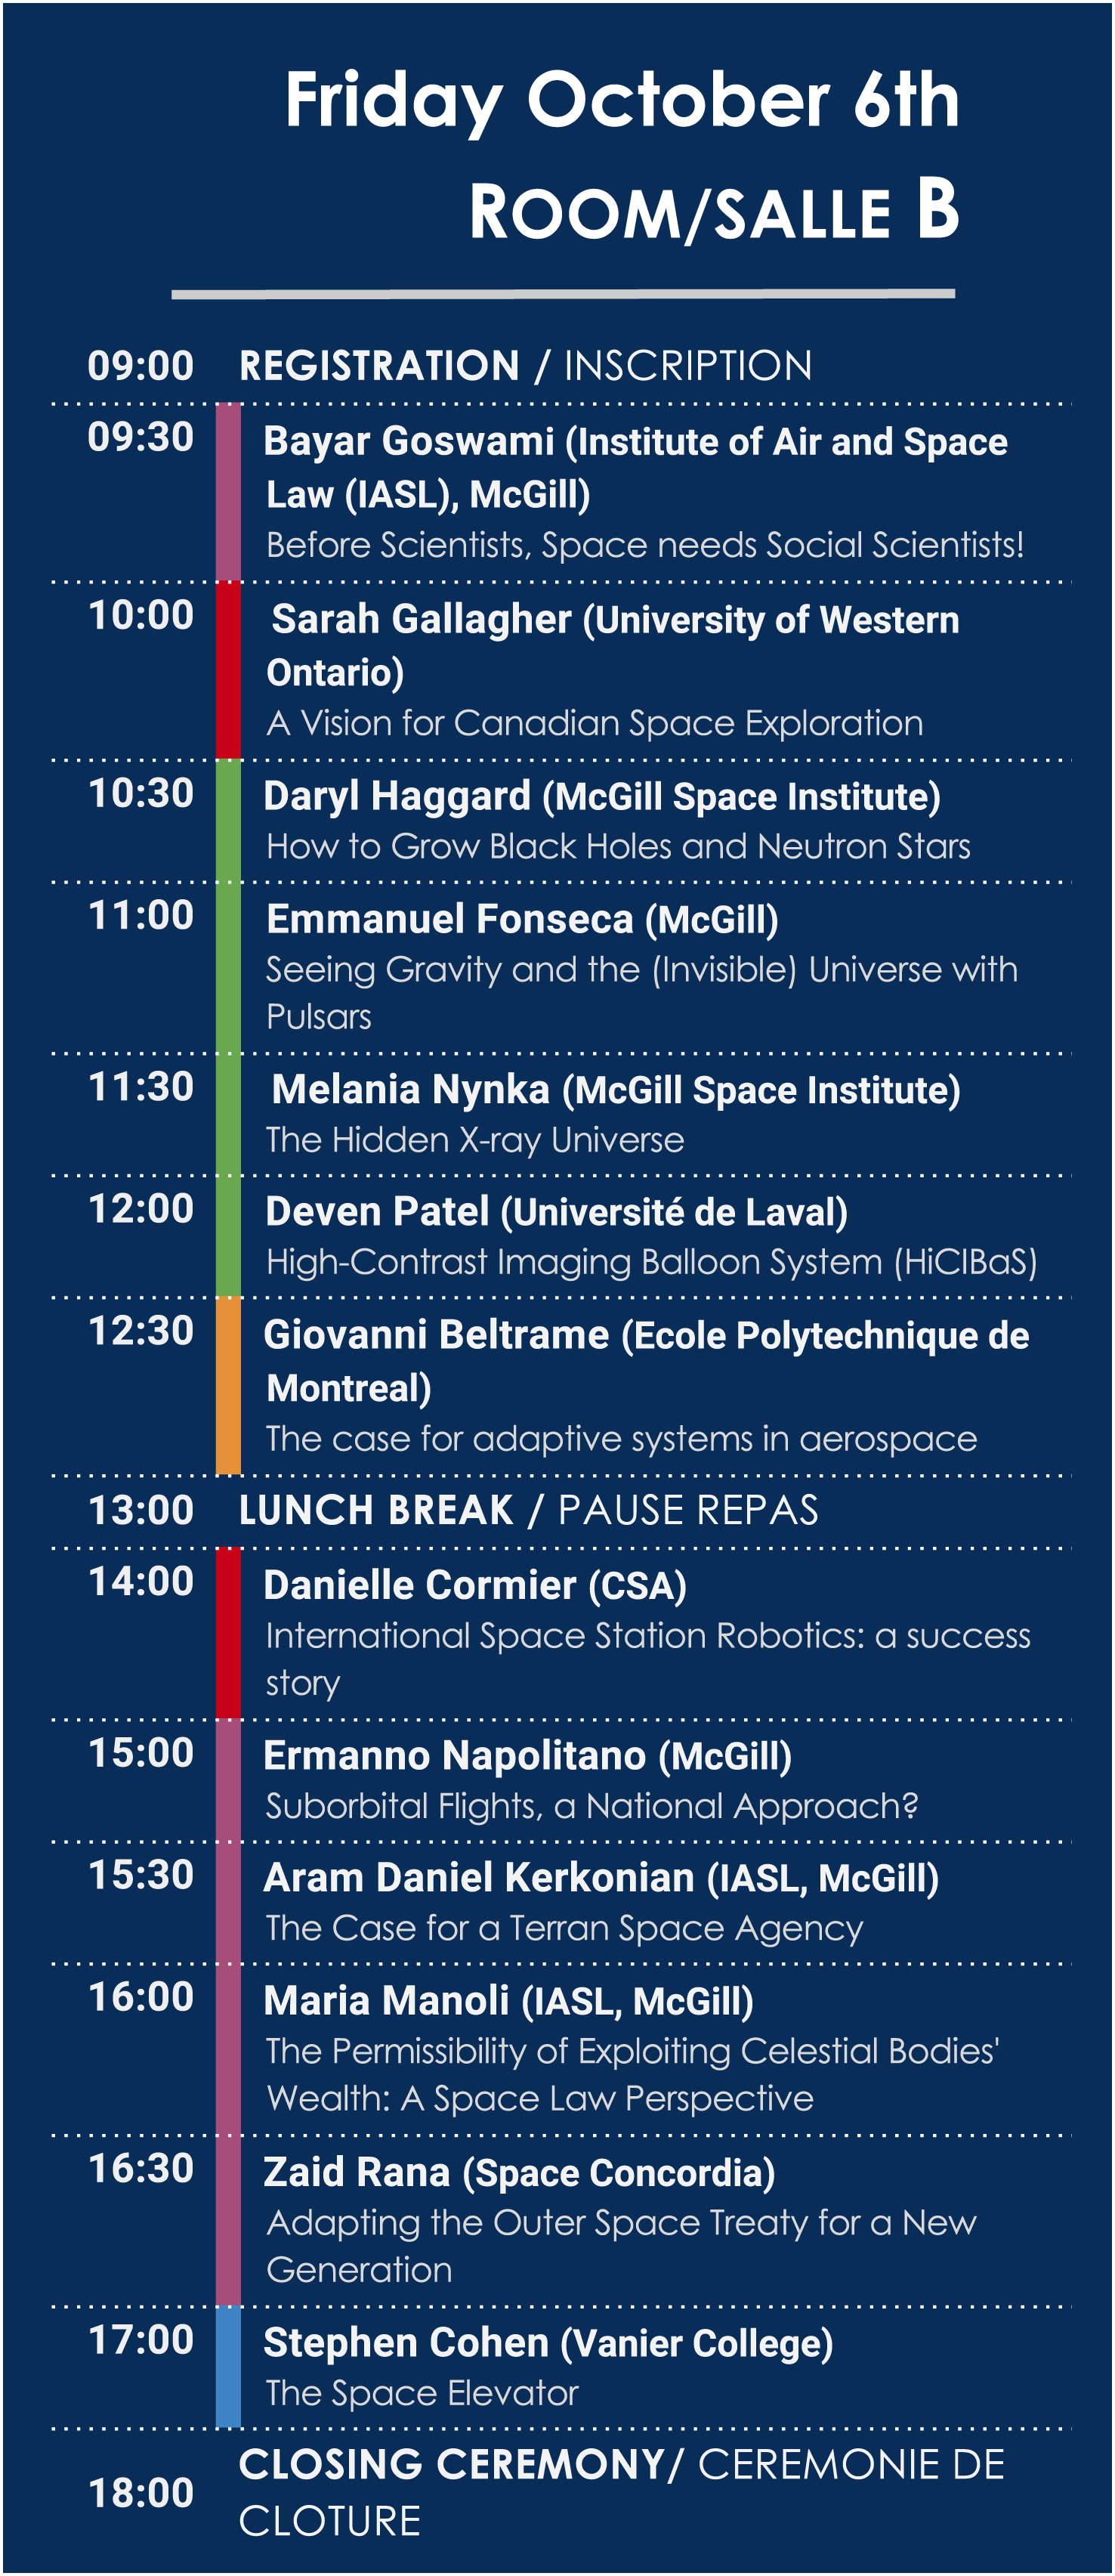 Friday October 6th
ROOM/SALLE B
09:00 REGISTRATION / INSCRIPTION
09:30 Bayar Goswami (Institute of Air and Space
Law (IASL), McGill)
Before Scientists, Space needs Social Scientists!
10:00 Sarah Gallagher (University of Western
Ontario)
A Vision for Canadian Space Exploration
10:30 Daryl Haggard (McGill Space Institute)
How to Grow Black Holes and Neutron Stars
11:00 Emmanuel Fonseca (McGill)
Seeing Gravity and the (Invisible) Universe with
Pulsars
11:30 Melania Nynka (McGill Space Institute)
The Hidden X-ray Universe
12:00 Deven Patel (Université de Laval)
High-Contrast Imaging Balloon System (HiCIBaS)
12:30 Giovanni Beltrame (Ecole Polytechnique de
Montreal)
The case for adaptive systems in aerospace
13:00 LUNCH BREAK / PAUSE REPAS
14:00 Danielle Cormier (CSA)
International Space Station Robotics: a success
story
15:00 Ermanno Napolitano (McGill)
Suborbital Flights, a National Approach?
15:30 Aram Daniel Kerkonian (IASL, McGill)
The Case for a Terran Space Agency
16:00 Maria Manoli (IASL, McGill)
The Permissibility of Exploiting Celestial Bodies'
Wealth: A Space Law Perspective
16:30 Zaid Rana (Space Concordia)
Adapting the Outer Space Treaty for a New
Generation
17:00 Stephen Cohen (Vanier College)
The Space Elevator
18:00 CLOSING CEREMONY/ CEREMONIE DE
CLOTURE